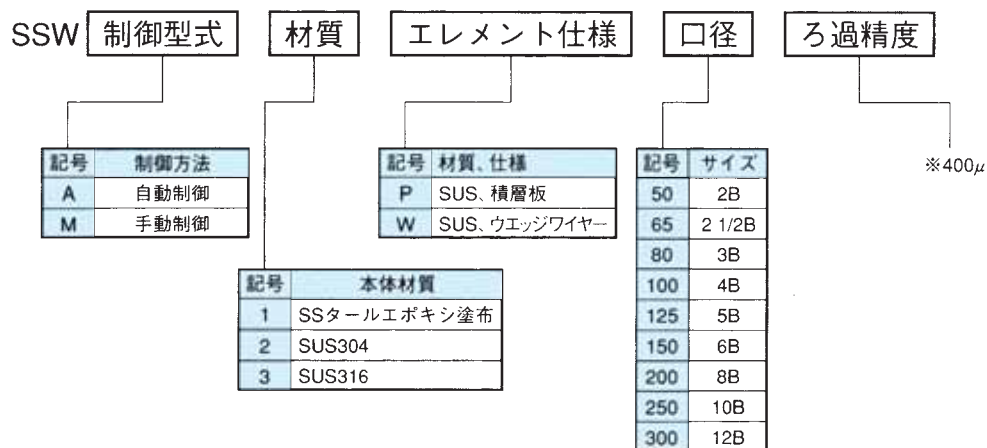 SSW 制御型式 材質 エレメント仕様 口径 ろ過精度
記号 制御方法
A 自動制御
M 手動制御
記号 本体材質
1 SSタールエポキシ塗布
2 SUS304
3 SUS316
記号 材質、仕様
P SUS、積層板
W SUS、ウエッジワイヤー
記号 サイズ
50 2B
65 2 1/2B
80 3B
100 4B
125 5B
150 6B
200 8B
250 10B
300 12B
※400μ